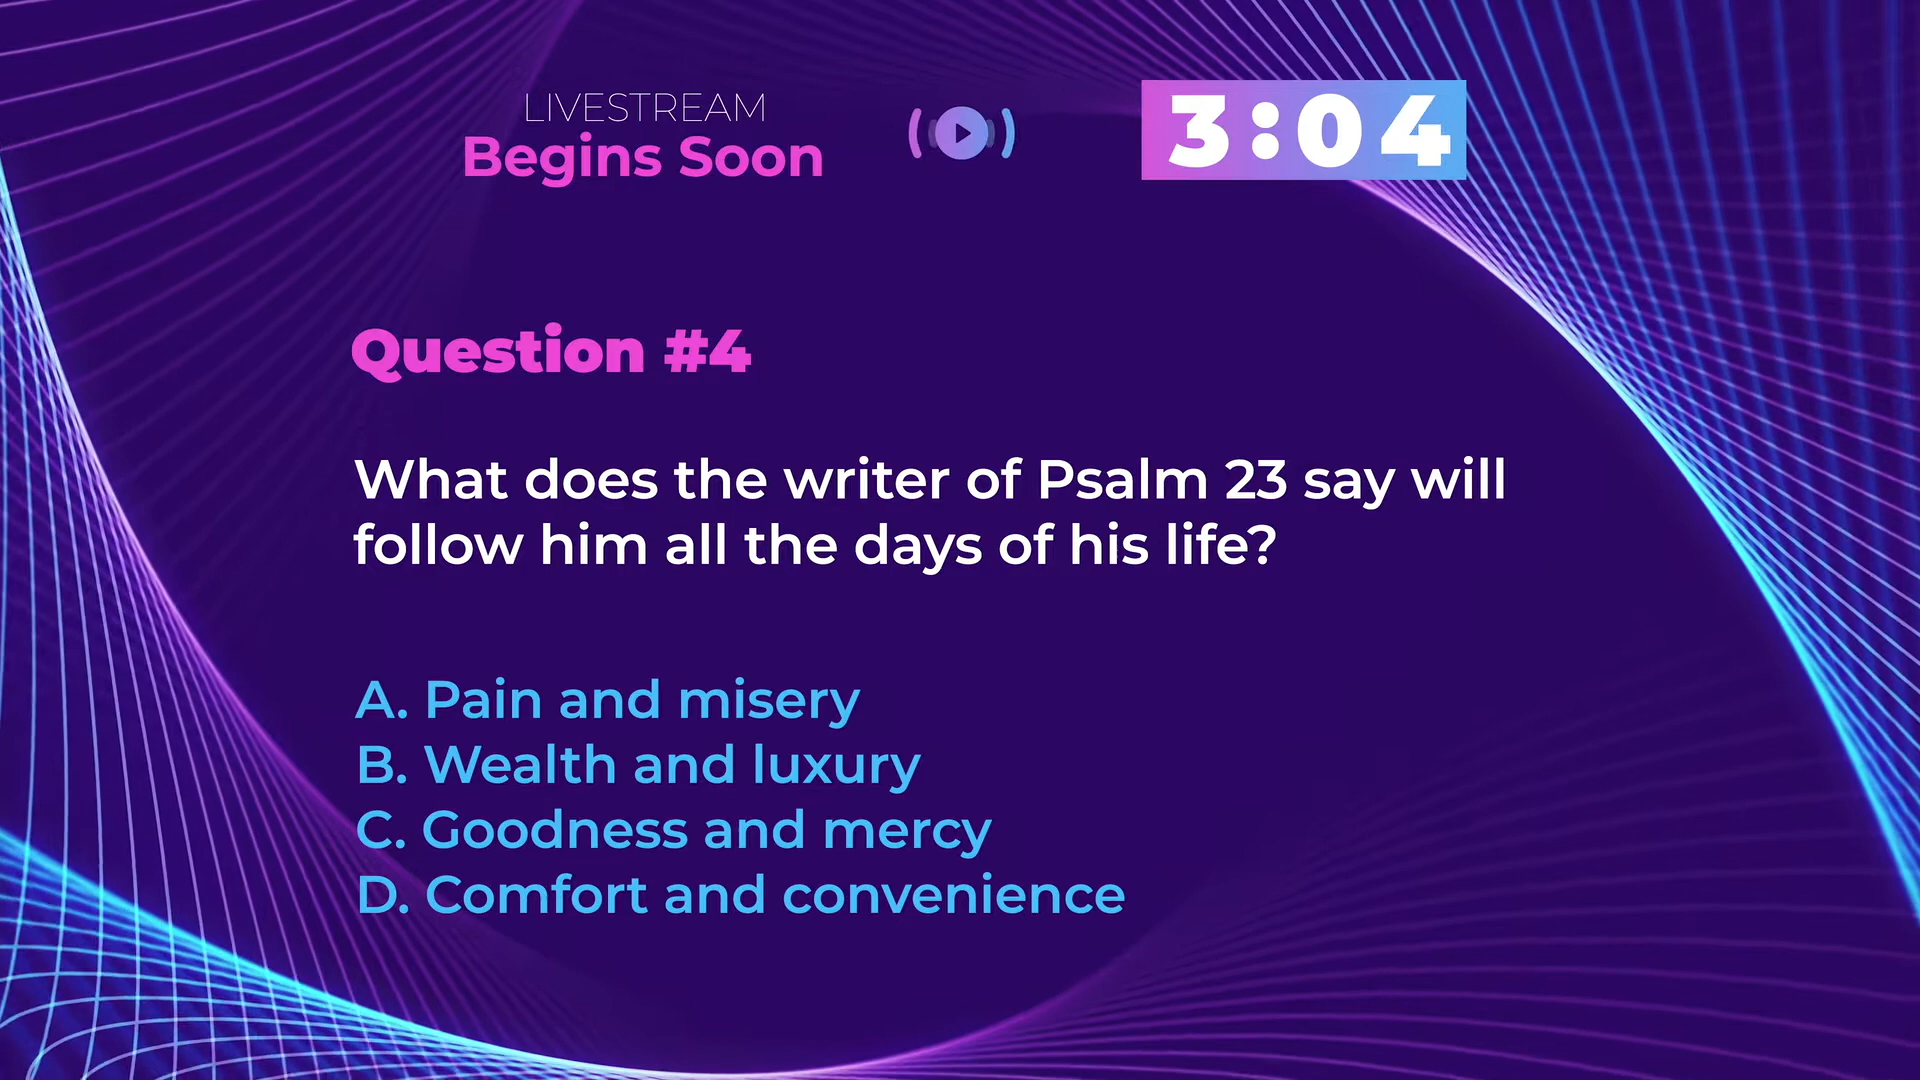 LIVESTREAM
Begins Soon
3:04
Question #4
What does the writer of Psalm 23 say will
follow him all the days of his life?
A. Pain and misery
B. Wealth and luxury
C. Goodness and mercy
D. Comfort and convenience